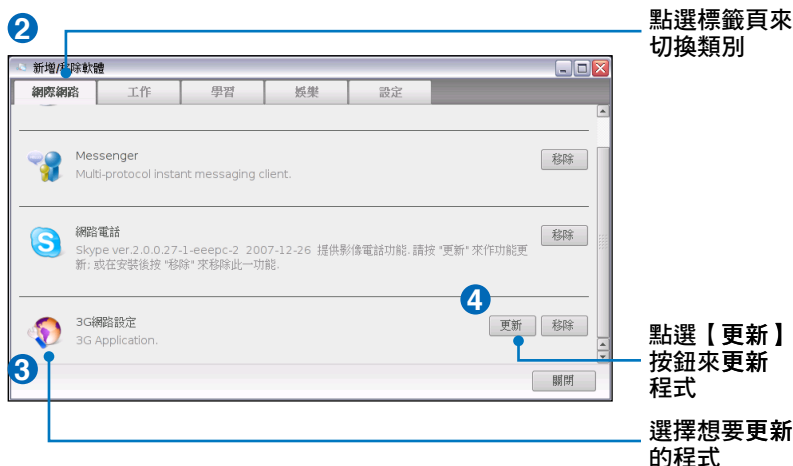 2
點選標籤頁來
切換類別
新增/移除軟體
網際網路 工作 學習 娛樂 設定
Messenger
Multi-protocol instant messaging client.
移除
網路電話
Skype ver.2.0.0.27-1-eeepc-2 2007-12-26 提供影像電話功能. 請按 "更新" 來作功能更
新; 或在安裝後按 "移除" 來移除此一功能.
移除
4
3G網路設定
3G Application.
更新 移除
點選【更新】
按鈕來更新
程式
3
關閉
選擇想要更新
的程式